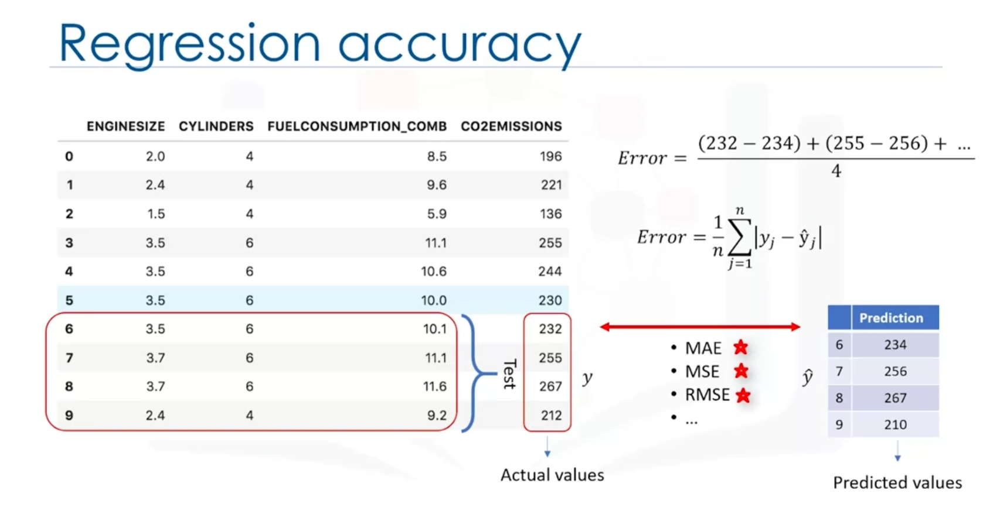 Regression accuracy
ENGINESIZE CYLINDERS FUELCONSUMPTION_COMB CO2EMISSIONS
0 2.0 4 8.5 196
1 2.4 4 9.6 221
2 1.5 4 5.9 136
3 3.5 6 11.1 255
4 3.5 6 10.6 244
5 3.5 6 10.0 230
6 3.5 6 10.1 232
7 3.7 6 11.1 255
8 3.7 6 11.6 267
9 2.4 4 9.2 212
Test
y
Actual values
Error = \frac{(232 − 234) + (255 − 256) + ...}{4}
Error = \frac{1}{n} \sum_{j=1}^{n} |y_j − ŷ_j|
• MAE
• MSE
• RMSE
• ...
ŷ
Prediction
6 234
7 256
8 267
9 210
Predicted values